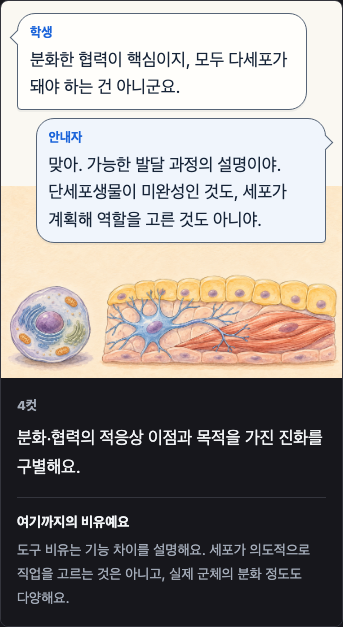 학생
분화한 협력이 핵심이지, 모두 다세포가
돼야 하는 건 아니군요.
안내자
맞아. 가능한 발달 과정의 설명이야.
단세포생물이 미완성인 것도, 세포가
계획해 역할을 고른 것도 아니야.
4컷
분화·협력의 적응상 이점과 목적을 가진 진화를
구별해요.
여기까지의 비유예요
도구 비유는 기능 차이를 설명해요. 세포가 의도적으로
직업을 고르는 것은 아니고, 실제 군체의 분화 정도도
다양해요.